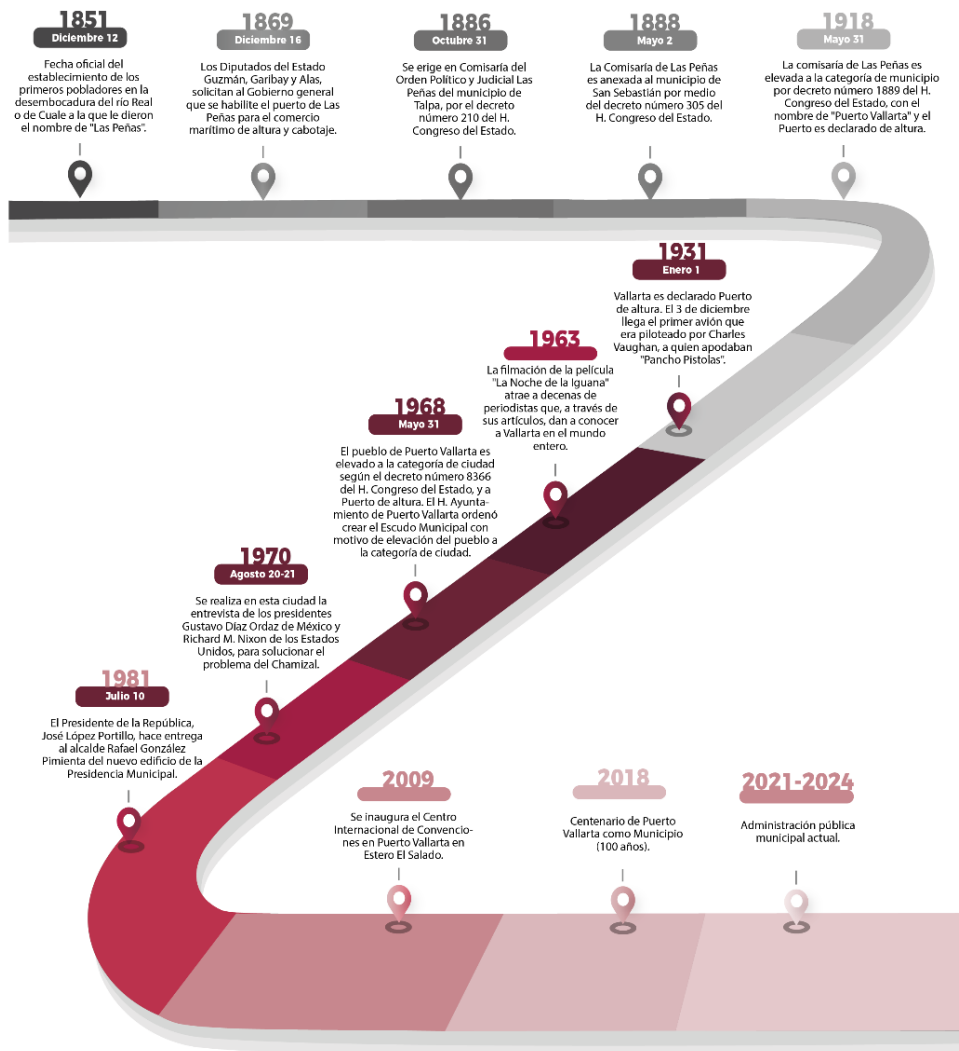 1851
Diciembre 12
Fecha oficial del
establecimiento de los
primeros pobladores en la
desembocadura del río Real
o de Cuale a la que le dieron
el nombre de "Las Peñas".
1869
Diciembre 16
Los Diputados del Estado
Guzmán, Garibay y Alas,
solicitan al Gobierno general
que se habilite el puerto de Las
Peñas para el comercio
marítimo de altura y cabotaje.
1886
Octubre 31
Se erige en Comisaría del
Orden Político y Judicial Las
Peñas del municipio de
Talpa, por el decreto
número 210 del H.
Congreso del Estado.
1888
Mayo 2
La Comisaría de Las Peñas
es anexada al municipio de
San Sebastián por medio
del decreto número 305 del
H. Congreso del Estado.
1918
Mayo 31
La comisaría de Las Peñas es
elevada a la categoría de municipio
por decreto número 1889 del H.
Congreso del Estado, con el
nombre de "Puerto Vallarta" y el
Puerto es declarado de altura.
1931
Enero 1
Vallarta es declarado Puerto
de altura. El 3 de diciembre
llega el primer avión que
era piloteado por Charles
Vaughan, a quien apodaban
"Pancho Pistolas".
1963
La filmación de la película
"La Noche de la Iguana"
atrae a decenas de
periodistas que, a través de
sus artículos, dan a conocer
a Vallarta en el mundo
entero.
1968
Mayo 31
El pueblo de Puerto Vallarta es
elevado a la categoría de ciudad
según el decreto número 8366
del H. Congreso del Estado, y a
Puerto de altura. El H. Ayunta-
miento de Puerto Vallarta ordenó
crear el Escudo Municipal con
motivo de elevación del pueblo a
la categoría de ciudad.
1970
Agosto 20-21
Se realiza en esta ciudad la
entrevista de los presidentes
Gustavo Díaz Ordaz de México y
Richard M. Nixon de los Estados
Unidos, para solucionar el
problema del Chamizal.
1981
Julio 10
El Presidente de la República,
José López Portillo, hace entrega
al alcalde Rafael González
Pimienta del nuevo edificio de la
Presidencia Municipal.
2009
Se inaugura el Centro
Internacional de Convencio-
nes en Puerto Vallarta en
Estero El Salado.
2018
Centenario de Puerto
Vallarta como Municipio
(100 años).
2021-2024
Administración pública
municipal actual.